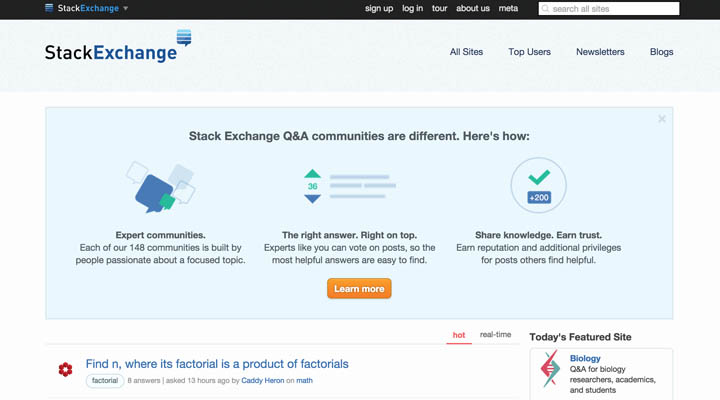 StackExchange sign up log in tour about us meta search all sites
StackExchange All Sites Top Users Newsletters Blogs
Stack Exchange Q&A communities are different. Here's how:
36
+200
Expert communities.
Each of our 148 communities is built by
people passionate about a focused topic.
The right answer. Right on top.
Experts like you can vote on posts, so the
most helpful answers are easy to find.
Share knowledge. Earn trust.
Earn reputation and additional privileges
for posts others find helpful.
Learn more
hot real-time
Find n, where its factorial is a product of factorials
factorial 8 answers | asked 13 hours ago by Caddy Heron on math
Today's Featured Site
Biology
Q&A for biology
researchers, academics,
and students